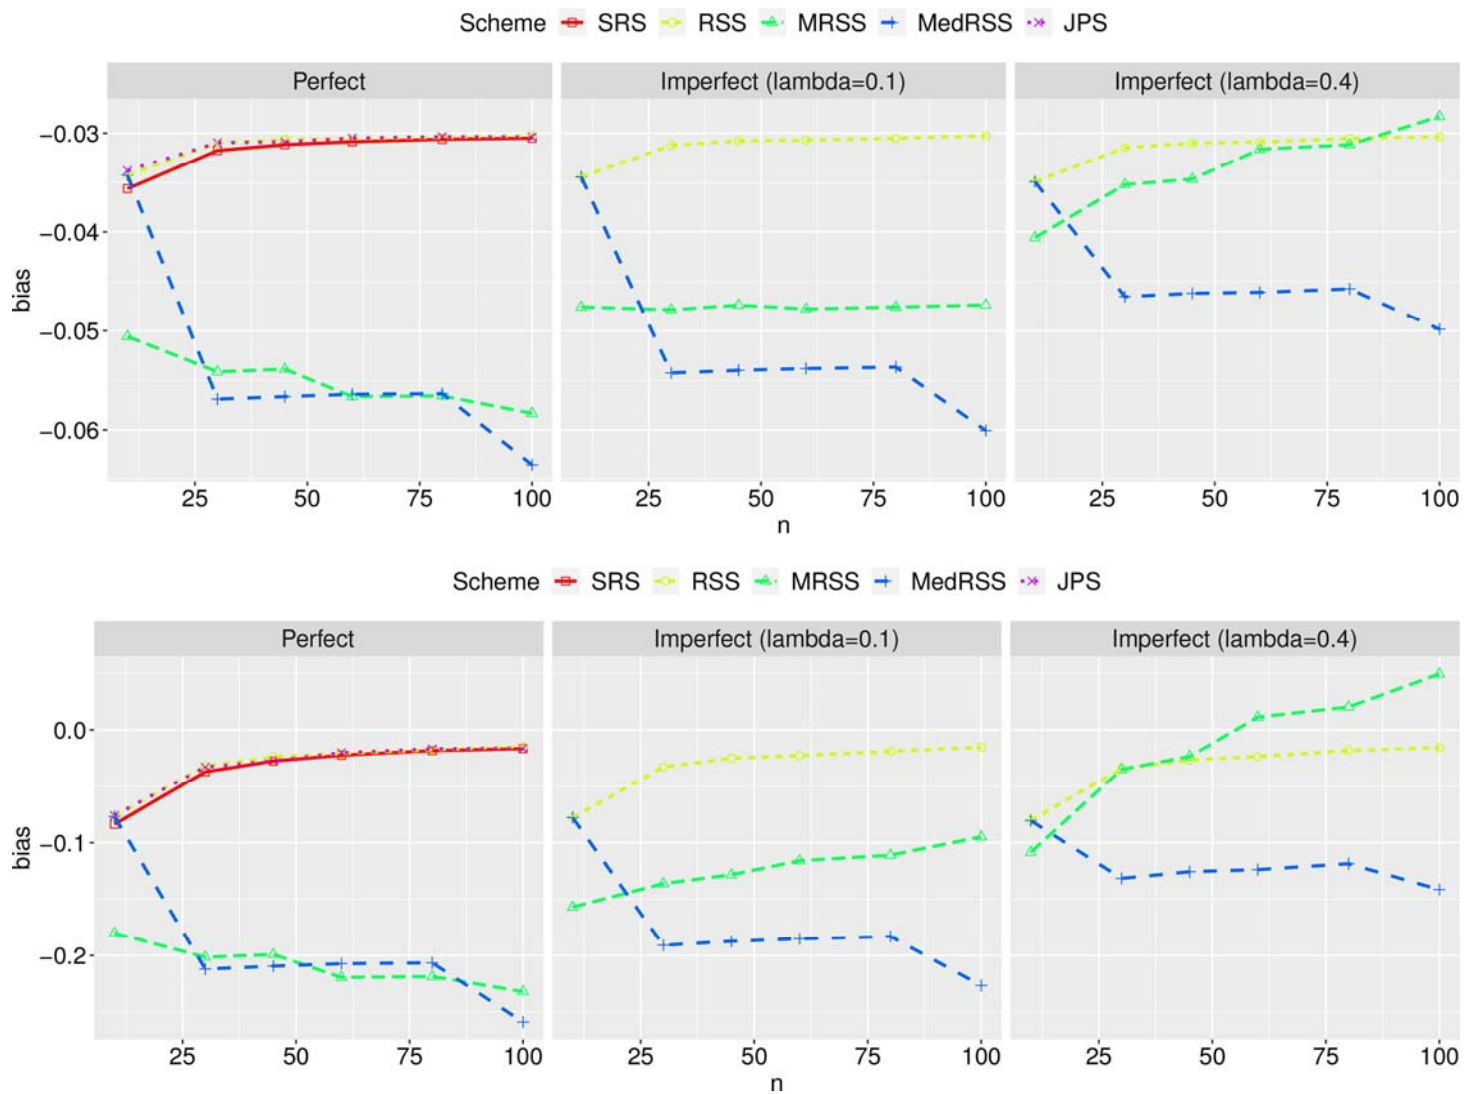 Scheme SRS RSS MRSS MedRSS JPS
Perfect Imperfect (lambda=0.1) Imperfect (lambda=0.4)
−0.03
−0.04
−0.05
−0.06
bias
25 50 75 100 25 50 75 100 25 50 75 100
n
Scheme SRS RSS MRSS MedRSS JPS
Perfect Imperfect (lambda=0.1) Imperfect (lambda=0.4)
0.0
−0.1
−0.2
bias
25 50 75 100 25 50 75 100 25 50 75 100
n